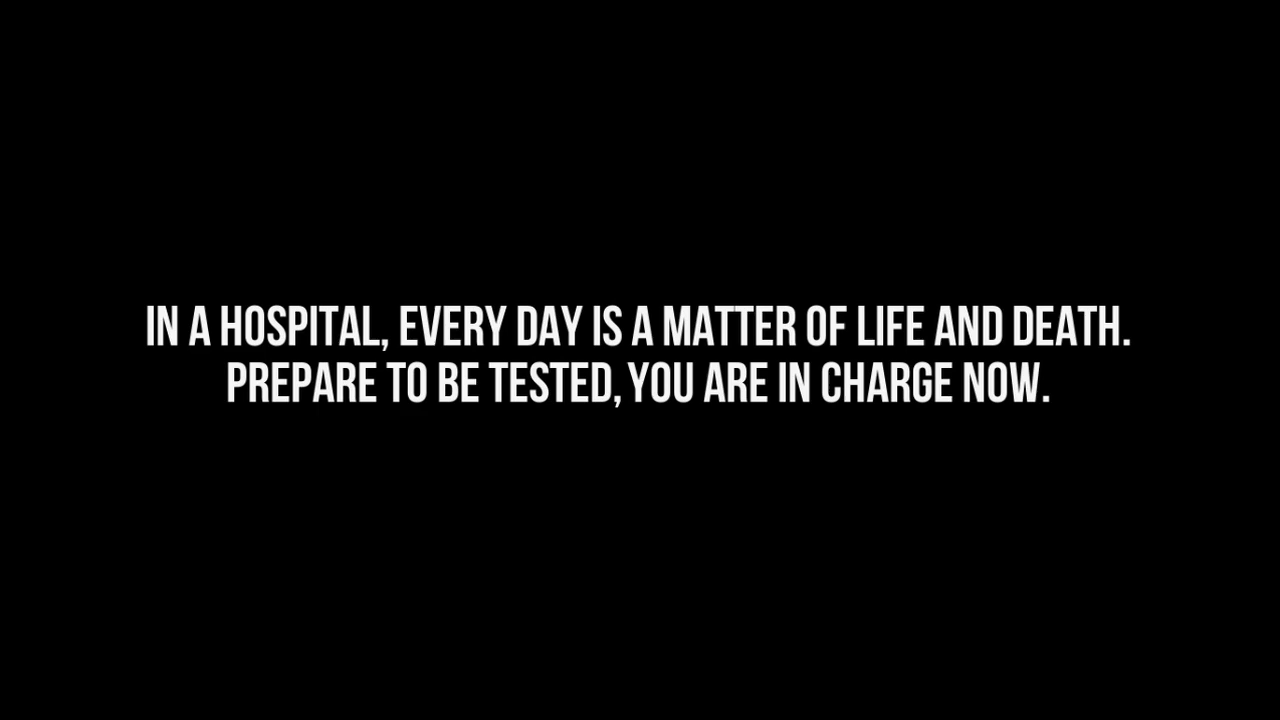 IN A HOSPITAL, EVERY DAY IS A MATTER OF LIFE AND DEATH.
PREPARE TO BE TESTED, YOU ARE IN CHARGE NOW.